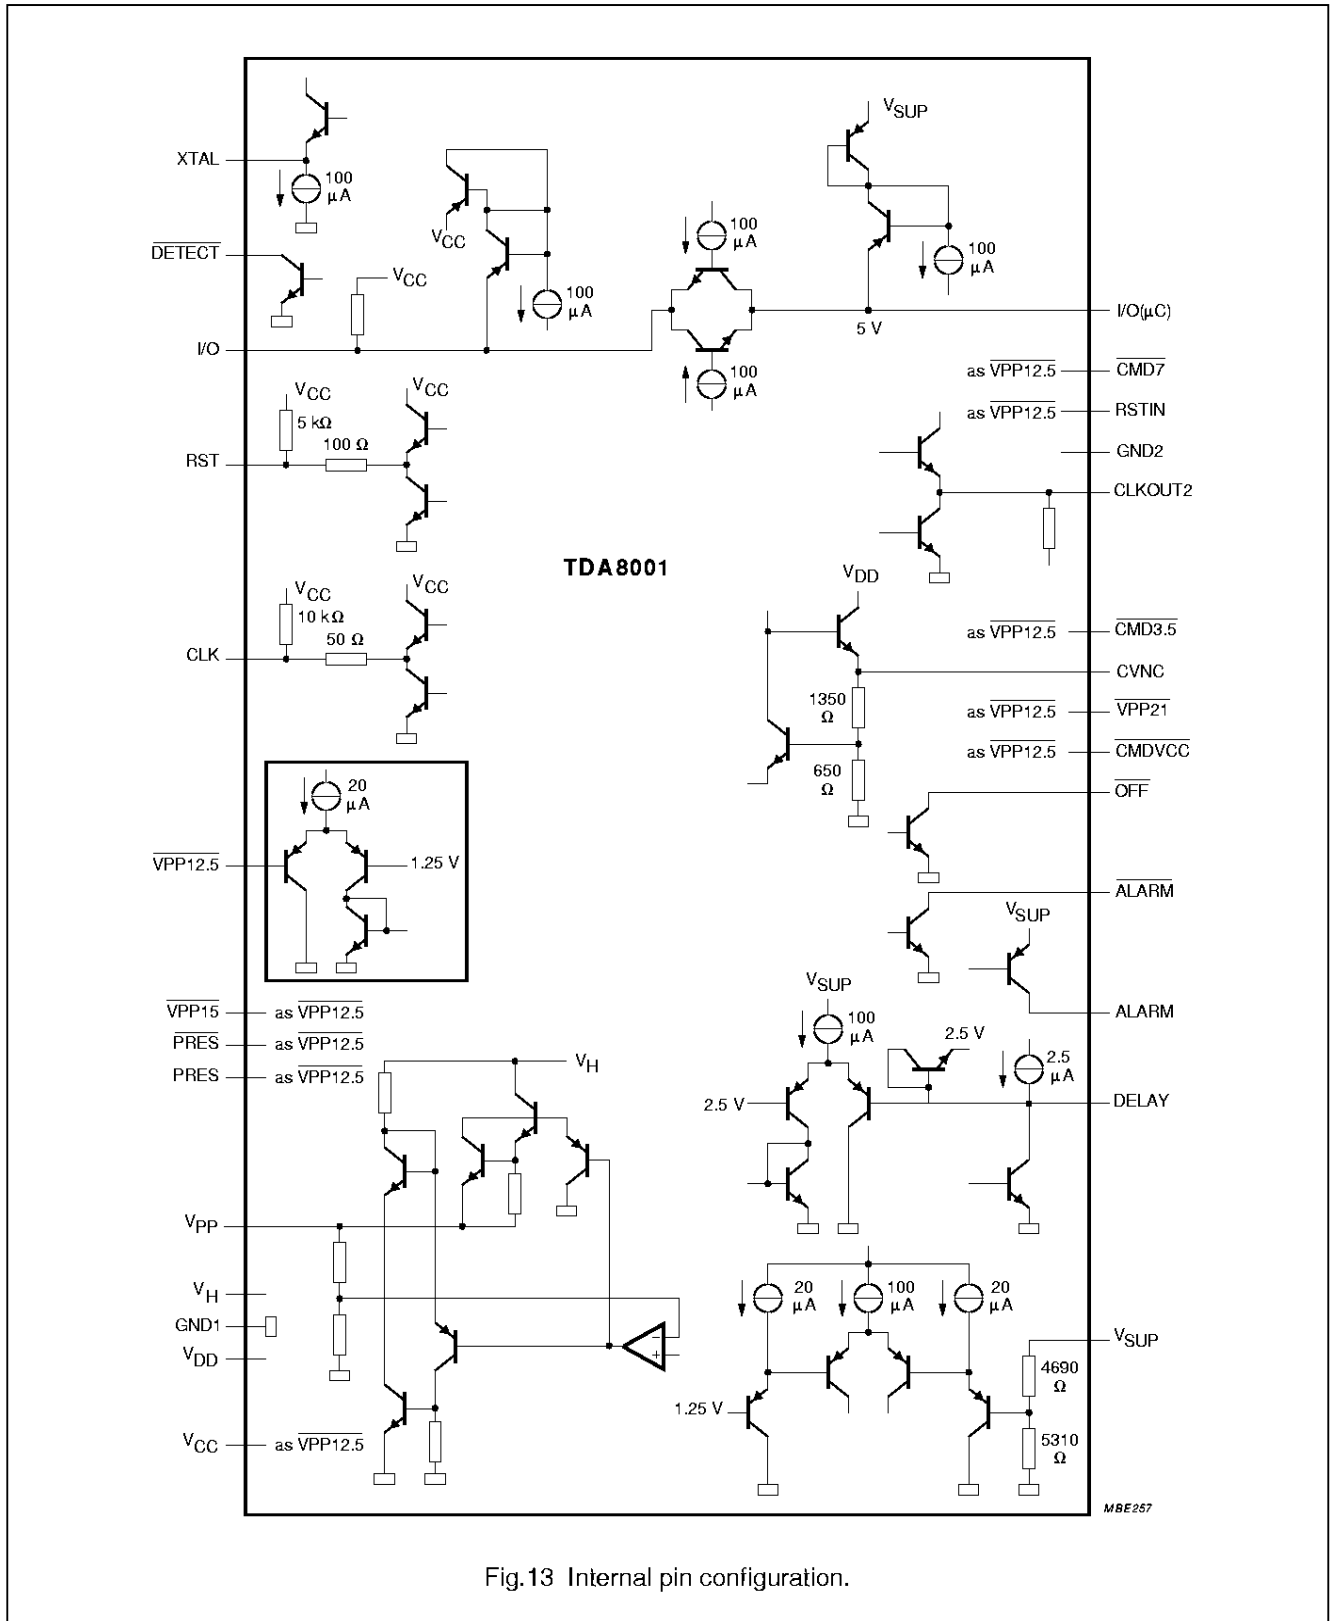 VSUP
XTAL
100
μA
DETECT
VCC
VCC
100
μA
100
μA
100
μA
I/O
5 V
I/O(μC)
100
μA
as VPP12.5 CMD7
as VPP12.5 RSTIN
GND2
CLKOUT2
VCC
VCC
5 kΩ
100 Ω
RST
TDA8001
VCC
VCC
10 kΩ
50 Ω
CLK
VDD
as VPP12.5 CMD3.5
CVNC
1350
Ω
as VPP12.5 VPP21
as VPP12.5 CMDVCC
650
Ω
OFF
20
μA
VPP12.5
1.25 V
ALARM
VSUP
ALARM
VPP15 as VPP12.5
PRES as VPP12.5
PRES as VPP12.5
VSUP
100
μA
2.5 V
2.5
μA
2.5 V
DELAY
VH
VPP
VH
GND1
VDD
VCC as VPP12.5
−
+
20
μA
100
μA
20
μA
VSUP
4690
Ω
1.25 V
5310
Ω
MBE257
Fig.13 Internal pin configuration.